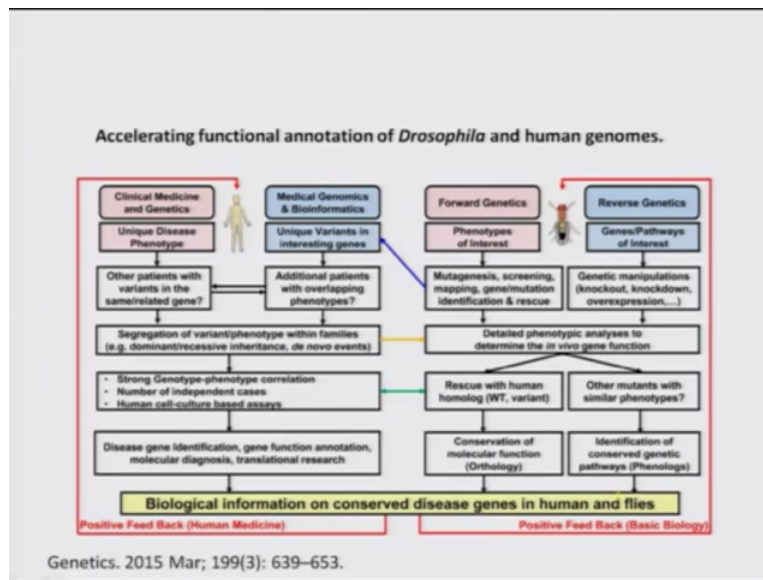 Accelerating functional annotation of Drosophila and human genomes.
Clinical Medicine
and Genetics
Medical Genomics
& Bioinformatics
Forward Genetics
Reverse Genetics
Unique Disease
Phenotype
Unique Variants in
interesting genes
Phenotypes
of Interest
Genes/Pathways
of Interest
Other patients with
variants in the
same/related gene?
Additional patients
with overlapping
phenotypes?
Mutagenesis, screening,
mapping, gene/mutation
identification & rescue
Genetic manipulations
(knockout, knockdown,
overexpression,...)
Segregation of variant/phenotype within families
(e.g. dominant/recessive inheritance, de novo events)
Detailed phenotypic analyses to
determine the in vivo gene function
• Strong Genotype-phenotype correlation
• Number of independent cases
• Human cell-culture based assays
Rescue with human
homolog (WT, variant)
Other mutants with
similar phenotypes?
Disease gene Identification, gene function annotation,
molecular diagnosis, translational research
Conservation of
molecular function
(Orthology)
Identification of
conserved genetic
pathways (Phenologs)
Biological information on conserved disease genes in human and flies
Positive Feed Back (Human Medicine)
Positive Feed Back (Basic Biology)
Genetics. 2015 Mar; 199(3): 639–653.